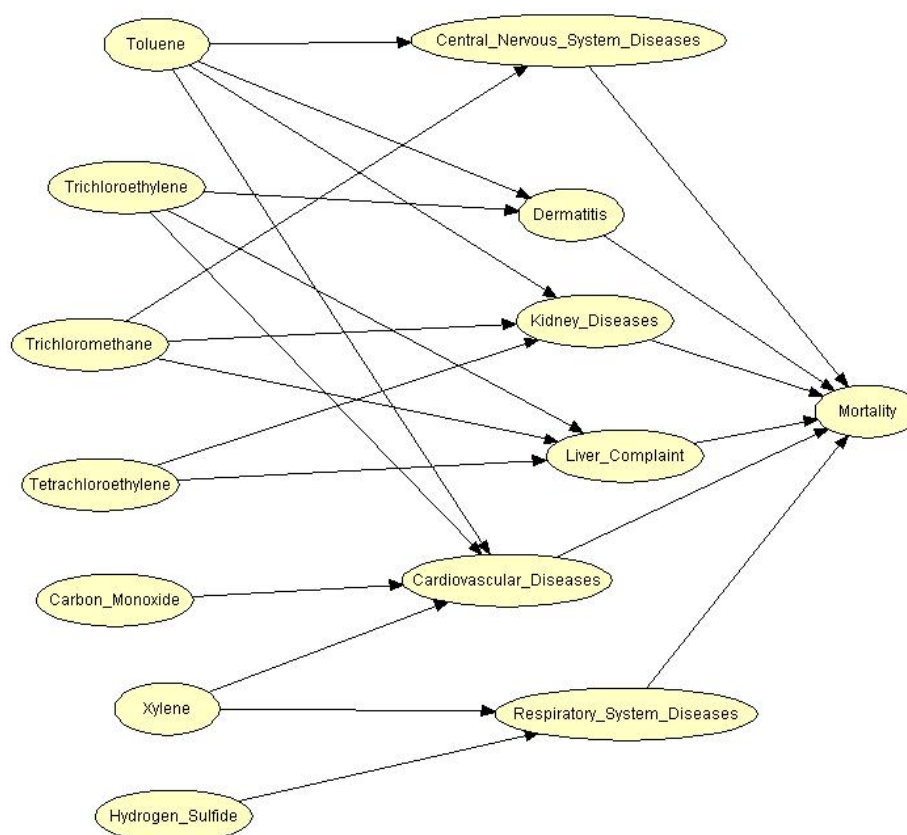 Toluene
Central_Nervous_System_Diseases
Trichloroethylene
Dermatitis
Kidney_Diseases
Trichloromethane
Mortality
Liver_Complaint
Tetrachloroethylene
Cardiovascular_Diseases
Carbon_Monoxide
Xylene
Respiratory_System_Diseases
Hydrogen_Sulfide